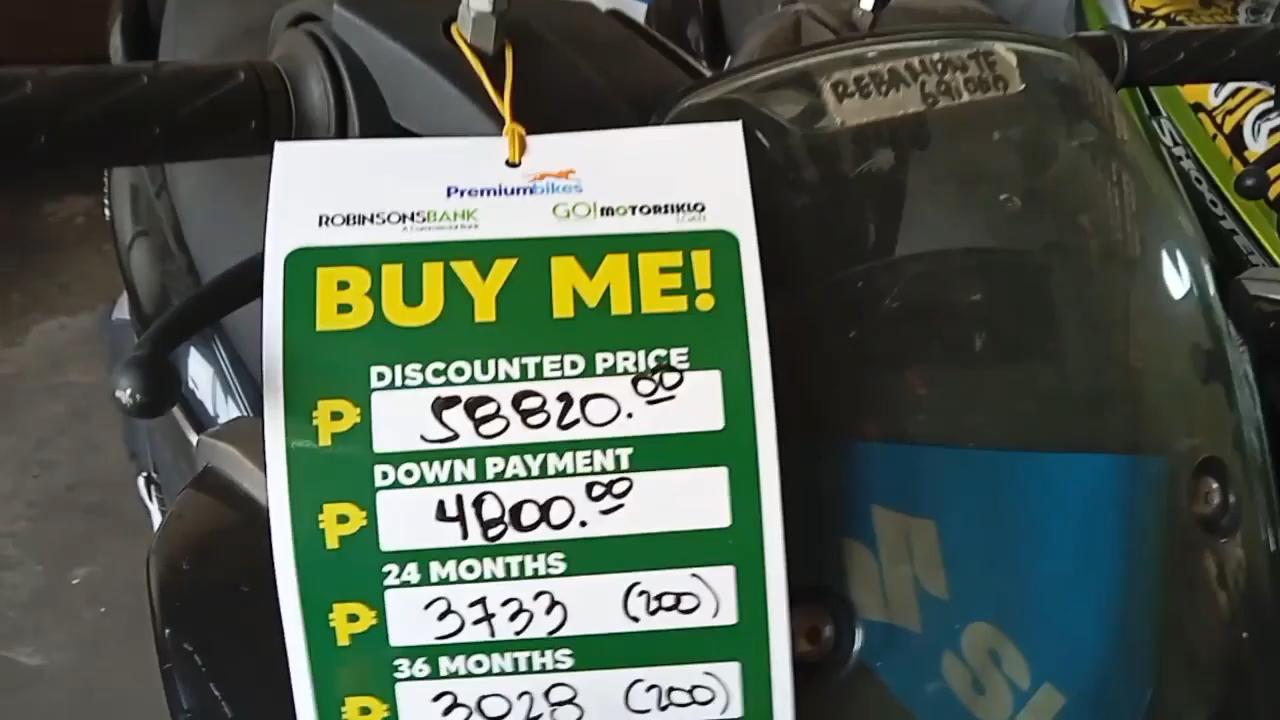 REBAMONTE
Premiumbikes
ROBINSONSBANK
GO! MOTORSIKLO
BUY ME!
SHOOTER
DISCOUNTED PRICE
₱ 58820.00
DOWN PAYMENT
₱ 4800.00
24 MONTHS
₱ 3733 (200)
36 MONTHS
₱ 3028 (200)